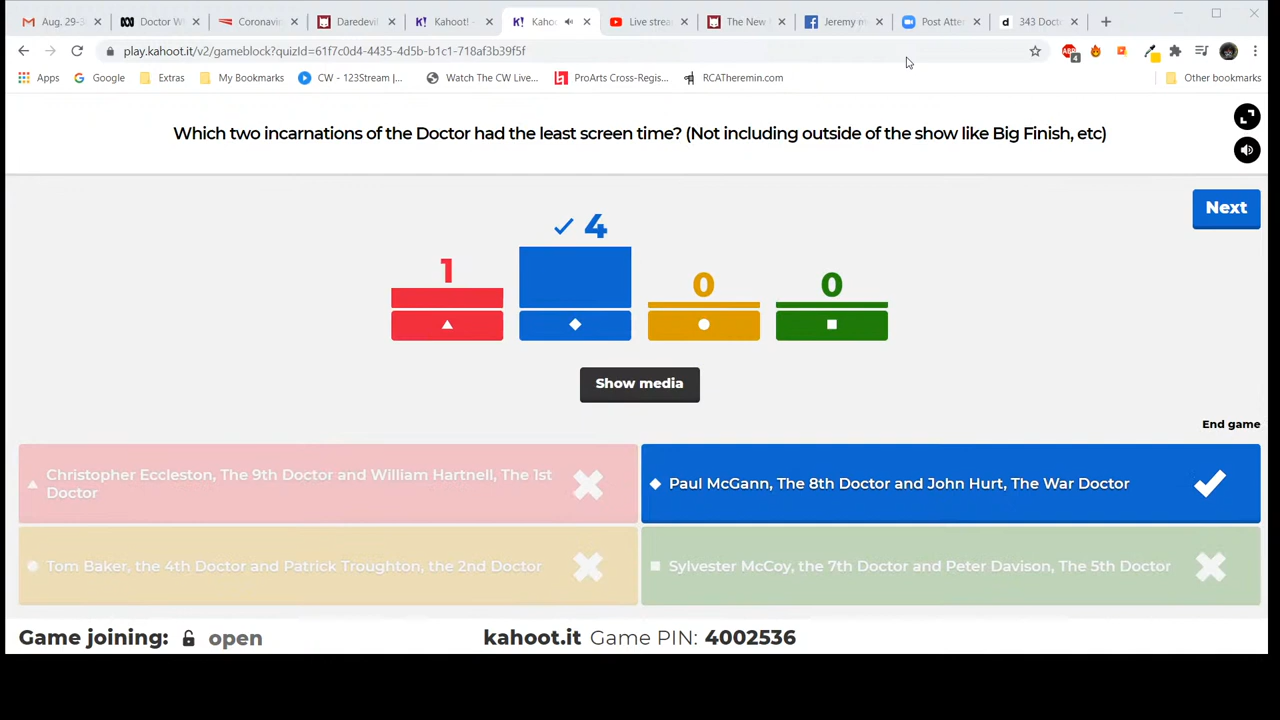 Aug. 29-3
Doctor W
Coronavi
Daredevil
Kahoot! -
Kahoo
Live strea
The New
Jeremy m
Post Atte
343 Doct
play.kahoot.it/v2/gameblock?quizId=61f7c0d4-4435-4d5b-b1c1-718af3b39f5f
Apps
Google
Extras
My Bookmarks
CW - 123Stream |...
Watch The CW Live...
ProArts Cross-Regis...
RCATheremin.com
Other bookmarks
Which two incarnations of the Doctor had the least screen time? (Not including outside of the show like Big Finish, etc)
Next
1
4
0
0
Show media
End game
Christopher Eccleston, The 9th Doctor and William Hartnell, The 1st
Doctor
Paul McGann, The 8th Doctor and John Hurt, The War Doctor
Tom Baker, the 4th Doctor and Patrick Troughton, the 2nd Doctor
Sylvester McCoy, the 7th Doctor and Peter Davison, The 5th Doctor
Game joining: open
kahoot.it Game PIN: 4002536